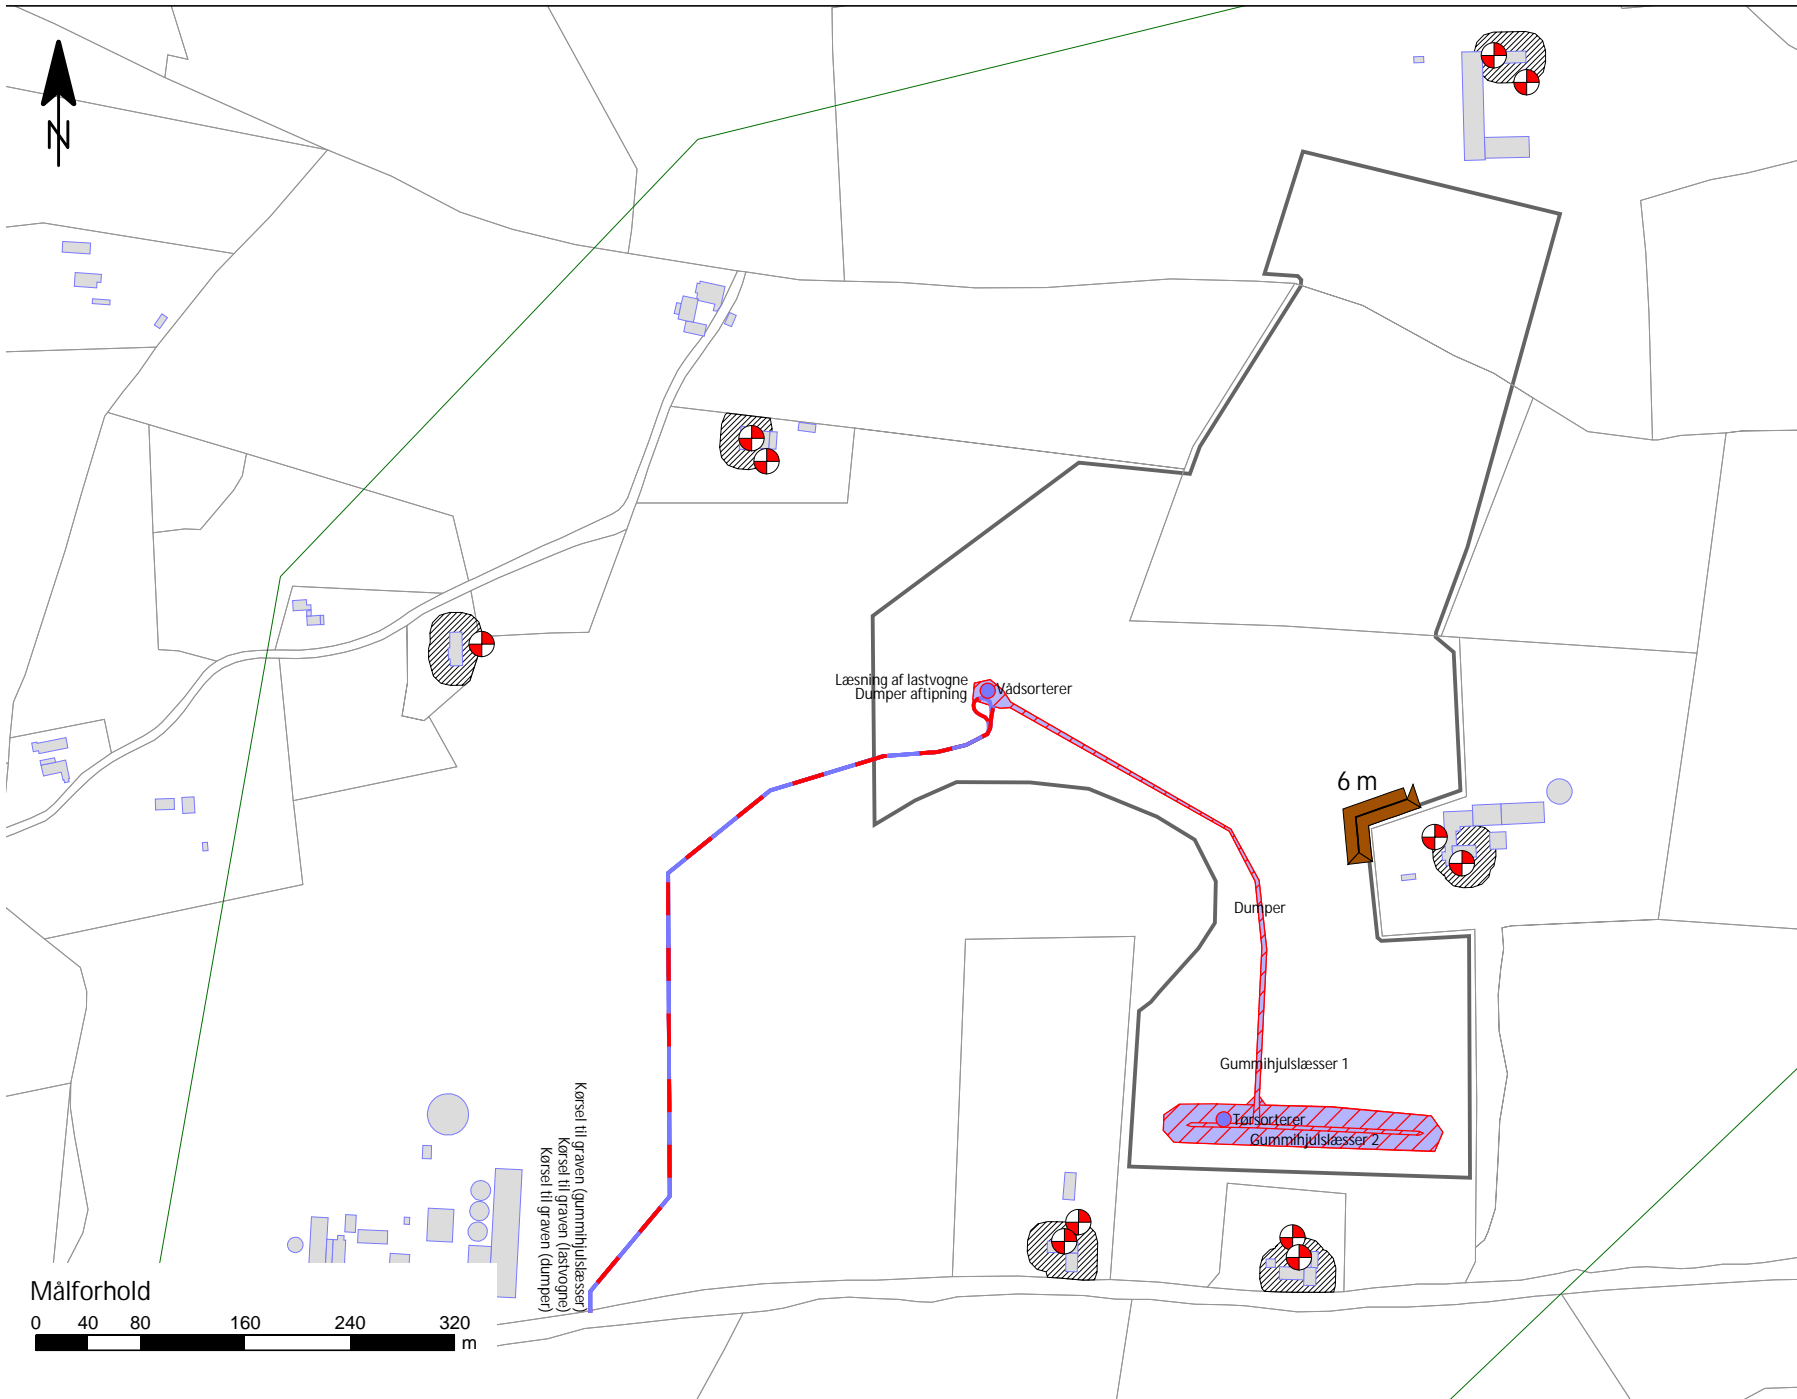 N
Læsning af lastvogne
Dumper aftipning
Vådsorterer
6 m
Dumper
Gummihjulslæsser 1
Tørsorterer
Gummihjulslæsser 2
Kørsel til graven (gummihjulslæsser)
Kørsel til graven (lastvogne)
Kørsel til graven (dumper)
Målforhold
0 40 80 160 240 320
m